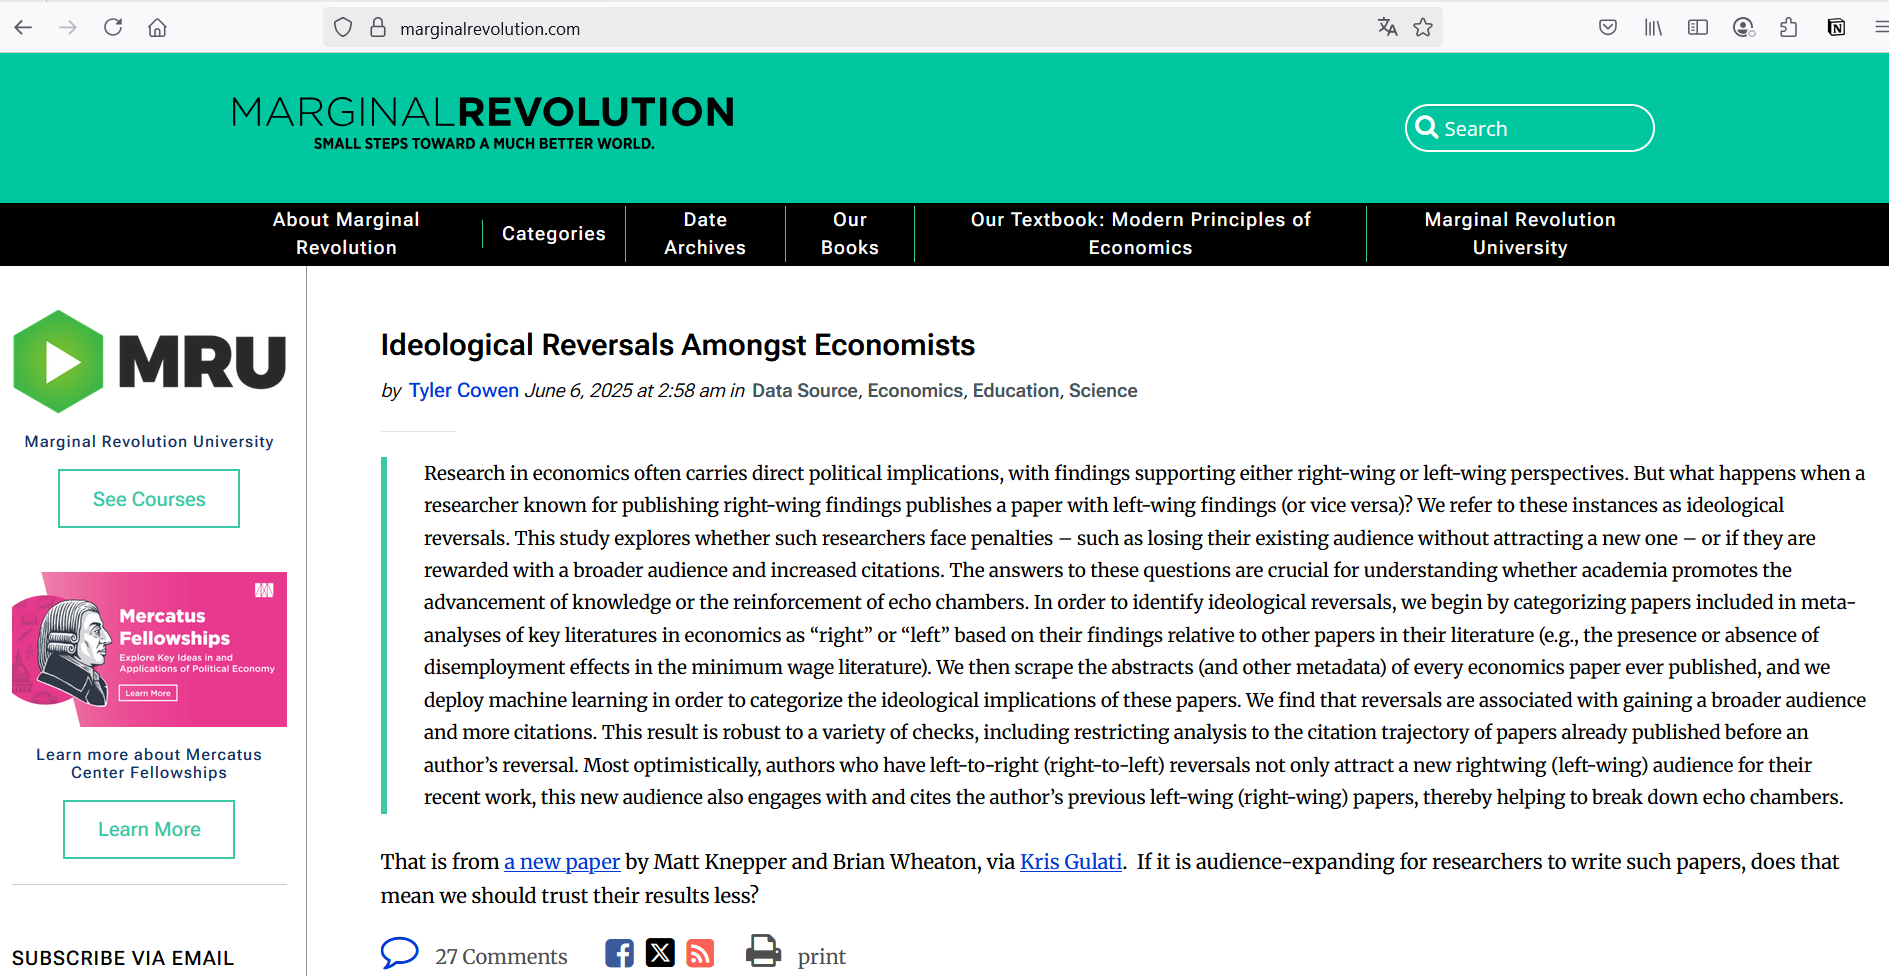 marginalrevolution.com
MARGINALREVOLUTION
SMALL STEPS TOWARD A MUCH BETTER WORLD.
Search
About Marginal
Revolution
Categories
Date
Archives
Our
Books
Our Textbook: Modern Principles of
Economics
Marginal Revolution
University
MRU
Marginal Revolution University
See Courses
Mercatus
Fellowships
Explore Key Ideas in and
Applications of Political Economy
Learn More
Learn more about Mercatus
Center Fellowships
Learn More
SUBSCRIBE VIA EMAIL
Ideological Reversals Amongst Economists
by Tyler Cowen June 6, 2025 at 2:58 am in Data Source, Economics, Education, Science
Research in economics often carries direct political implications, with findings supporting either right-wing or left-wing perspectives. But what happens when a
researcher known for publishing right-wing findings publishes a paper with left-wing findings (or vice versa)? We refer to these instances as ideological
reversals. This study explores whether such researchers face penalties – such as losing their existing audience without attracting a new one – or if they are
rewarded with a broader audience and increased citations. The answers to these questions are crucial for understanding whether academia promotes the
advancement of knowledge or the reinforcement of echo chambers. In order to identify ideological reversals, we begin by categorizing papers included in meta-
analyses of key literatures in economics as “right” or “left” based on their findings relative to other papers in their literature (e.g., the presence or absence of
disemployment effects in the minimum wage literature). We then scrape the abstracts (and other metadata) of every economics paper ever published, and we
deploy machine learning in order to categorize the ideological implications of these papers. We find that reversals are associated with gaining a broader audience
and more citations. This result is robust to a variety of checks, including restricting analysis to the citation trajectory of papers already published before an
author’s reversal. Most optimistically, authors who have left-to-right (right-to-left) reversals not only attract a new rightwing (left-wing) audience for their
recent work, this new audience also engages with and cites the author’s previous left-wing (right-wing) papers, thereby helping to break down echo chambers.
That is from a new paper by Matt Knepper and Brian Wheaton, via Kris Gulati.  If it is audience-expanding for researchers to write such papers, does that
mean we should trust their results less?
27 Comments
print